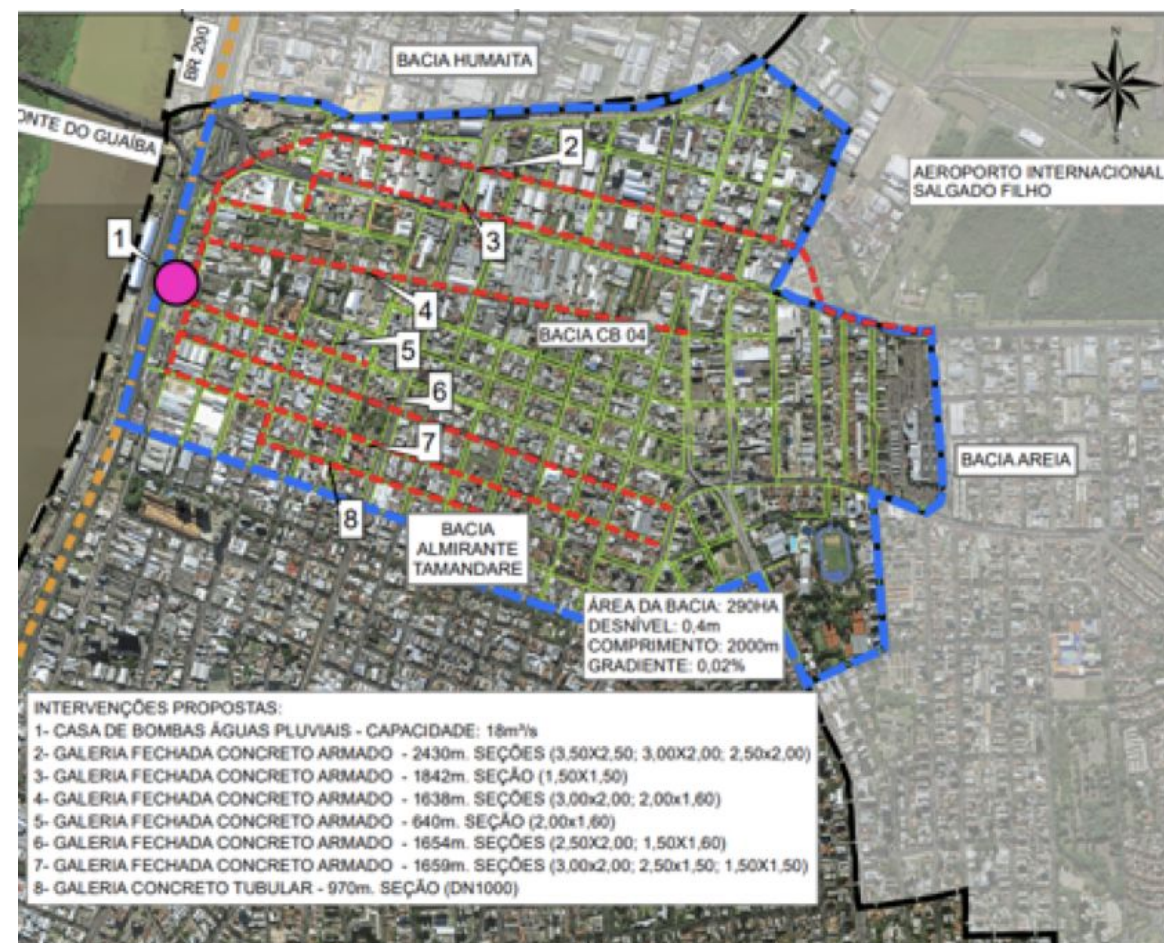 BACIA HUMAITA
BR 290
ONTE DO GUAÍBA
N
AEROPORTO INTERNACIONAL
SALGADO FILHO
1
2
3
4
BACIA CB 04
5
6
7
BACIA AREIA
8
BACIA
ALMIRANTE
TAMANDARE
ÁREA DA BACIA: 290HA
DESNÍVEL: 0,4m
COMPRIMENTO: 2000m
GRADIENTE: 0,02%
INTERVENÇÕES PROPOSTAS:
1- CASA DE BOMBAS ÁGUAS PLUVIAIS - CAPACIDADE: 18m³/s
2- GALERIA FECHADA CONCRETO ARMADO - 2430m. SEÇÕES (3,50X2,50; 3,00X2,00; 2,50x2,00)
3- GALERIA FECHADA CONCRETO ARMADO - 1842m. SEÇÃO (1,50X1,50)
4- GALERIA FECHADA CONCRETO ARMADO - 1638m. SEÇÕES (3,00x2,00; 2,00x1,60)
5- GALERIA FECHADA CONCRETO ARMADO - 640m. SEÇÃO (2,00x1,60)
6- GALERIA FECHADA CONCRETO ARMADO - 1654m. SEÇÕES (2,50X2,00; 1,50X1,60)
7- GALERIA FECHADA CONCRETO ARMADO - 1659m. SEÇÕES (3,00x2,00; 2,50x1,50; 1,50X1,50)
8- GALERIA CONCRETO TUBULAR - 970m. SEÇÃO (DN1000)